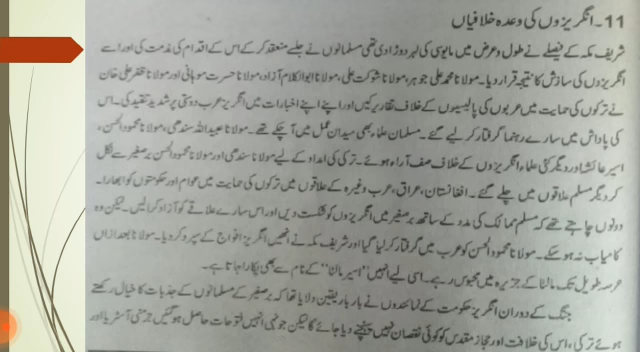 11۔ انگریزوں کی وعدہ خلافیاں
شریف مکہ کے فیصلے نے طول و عرض میں مایوسی کی لہر دوڑا دی تھی مسلمانوں نے جلسے منعقد کر کے اس کے اقدام کی مذمت کی اور اسے
انگریزوں کی سازش کا نتیجہ قرار دیا۔ مولانا محمد علی جوہر، مولانا شوکت علی، مولانا ابوالکلام آزاد، مولانا حسرت موہانی اور مولانا ظفر علی خان
نے ترکوں کی حمایت میں عربوں کی پالیسیوں کے خلاف تقاریر کیں اور اپنے اپنے اخبارات میں انگریز عرب دوستی پر شدید تنقید کی۔ اس
کی پاداش میں سارے رہنما گرفتار کر لیے گئے۔ مسلمان علماء بھی میدان عمل میں آ چکے تھے۔ مولانا عبیداللہ سندھی، مولانا محمود الحسن،
اسیر مالٹا اور دیگر کئی علماء انگریزوں کے خلاف صف آراء ہوئے۔ ترکی کی امداد کے لیے مولانا سندھی اور مولانا محمود الحسن برصغیر سے نکل
کر دیگر مسلم علاقوں میں چلے گئے۔ افغانستان، عراق، عرب وغیرہ کے علاقوں میں ترکوں کی حمایت میں عوام اور حکومتوں کو ابھارا۔
دونوں چاہتے تھے کہ مسلم ممالک کی مدد کے ساتھ برصغیر میں انگریزوں کو شکست دیں اور اس سارے علاقے کو آزاد کرالیں۔ لیکن وہ
کامیاب نہ ہو سکے۔ مولانا محمود الحسن کو عرب میں گرفتار کر لیا گیا اور شریف مکہ نے انھیں انگریز افواج کے سپرد کر دیا۔ مولانا بعد ازاں
عرصہ طویل تک مالٹا کے جزیرہ میں محبوس رہے۔ اسی لیے انہیں "اسیر مالٹا" کے نام سے بھی پکارا جاتا ہے۔
جنگ کے دوران انگریز حکومت کے نمائندوں نے بار بار یقین دلایا تھا کہ برصغیر کے مسلمانوں کے جذبات کا خیال رکھتے
ہوئے ترکی، اس کی خلافت اور حجاز مقدس کو کوئی نقصان نہیں پہنچنے دیا جائے گا لیکن جونہی انہیں فتوحات حاصل ہو گئیں جرمنی آسٹریا اور